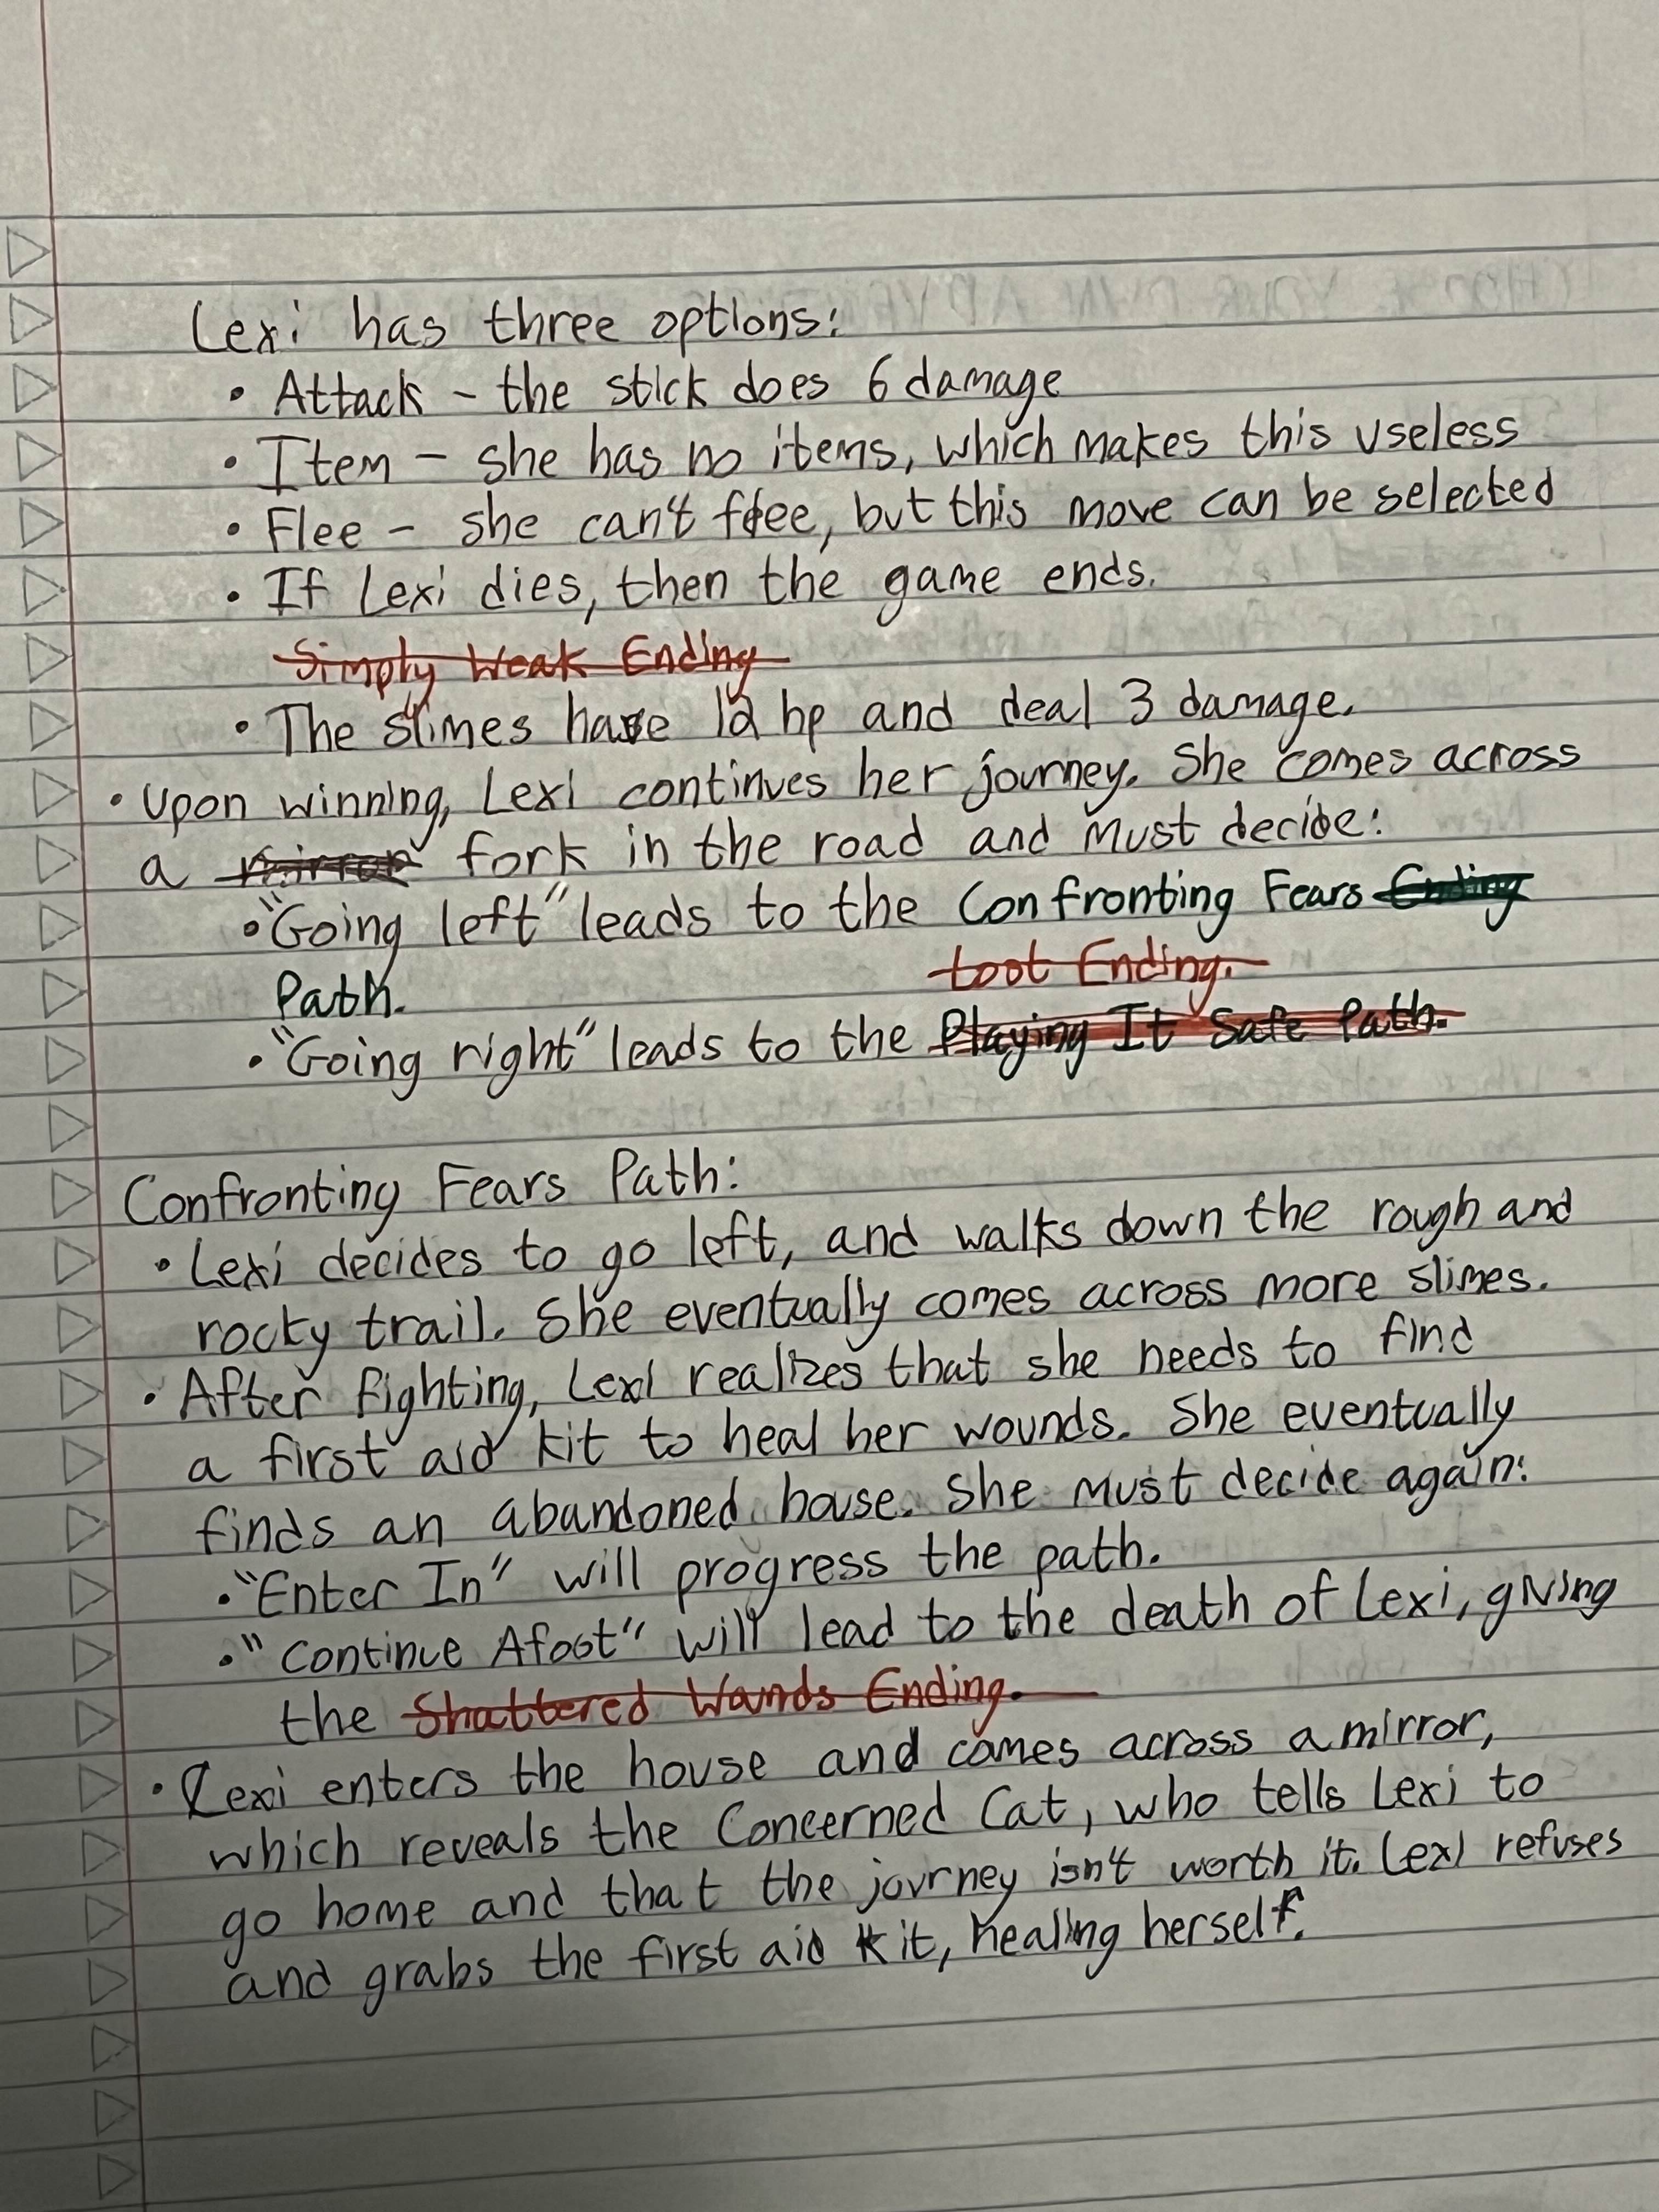 Lexi has three options:
• Attack - the stick does 6 damage
• Item - she has no items, which makes this useless
• Flee - she can't flee, but this move can be selected
• If Lexi dies, then the game ends.
Simply Weak Ending
• The slimes have 12 hp and deal 3 damage.
• Upon winning, Lexi continues her journey. She comes across
a mirror fork in the road and must decide:
• "Going left" leads to the Confronting Fears Ending
Loot Ending.
Path.
• "Going right" leads to the Playing It Safe Path.
Confronting Fears Path:
• Lexi decides to go left, and walks down the rough and
rocky trail. She eventually comes across more slimes.
• After fighting, Lexi realizes that she needs to find
a first aid kit to heal her wounds. She eventually
finds an abandoned house. She must decide again:
• "Enter In" will progress the path.
• "Continue Afoot" will lead to the death of Lexi, giving
the Shattered Wounds Ending.
• Lexi enters the house and comes across a mirror,
which reveals the Concerned Cat, who tells Lexi to
go home and that the journey isn't worth it. Lexi refuses
and grabs the first aid kit, healing herself.